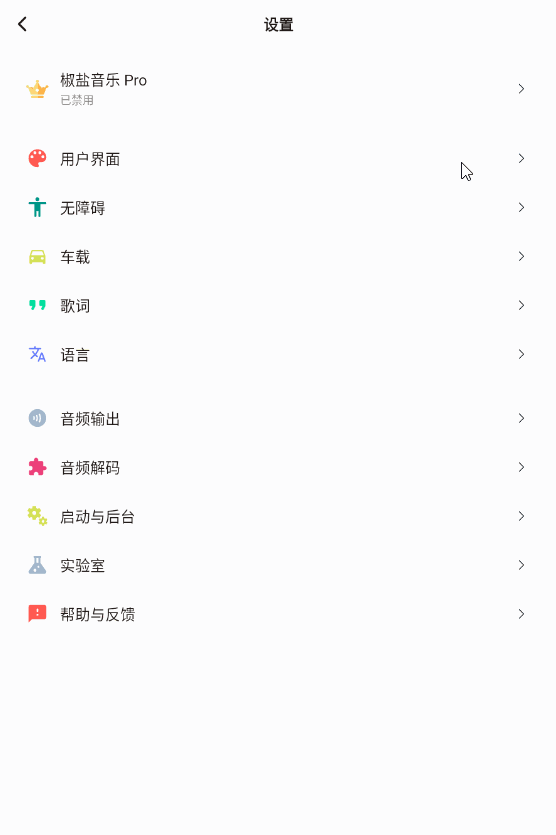 设置
椒盐音乐 Pro
已禁用
用户界面
无障碍
车载
歌词
语言
音频输出
音频解码
启动与后台
实验室
帮助与反馈